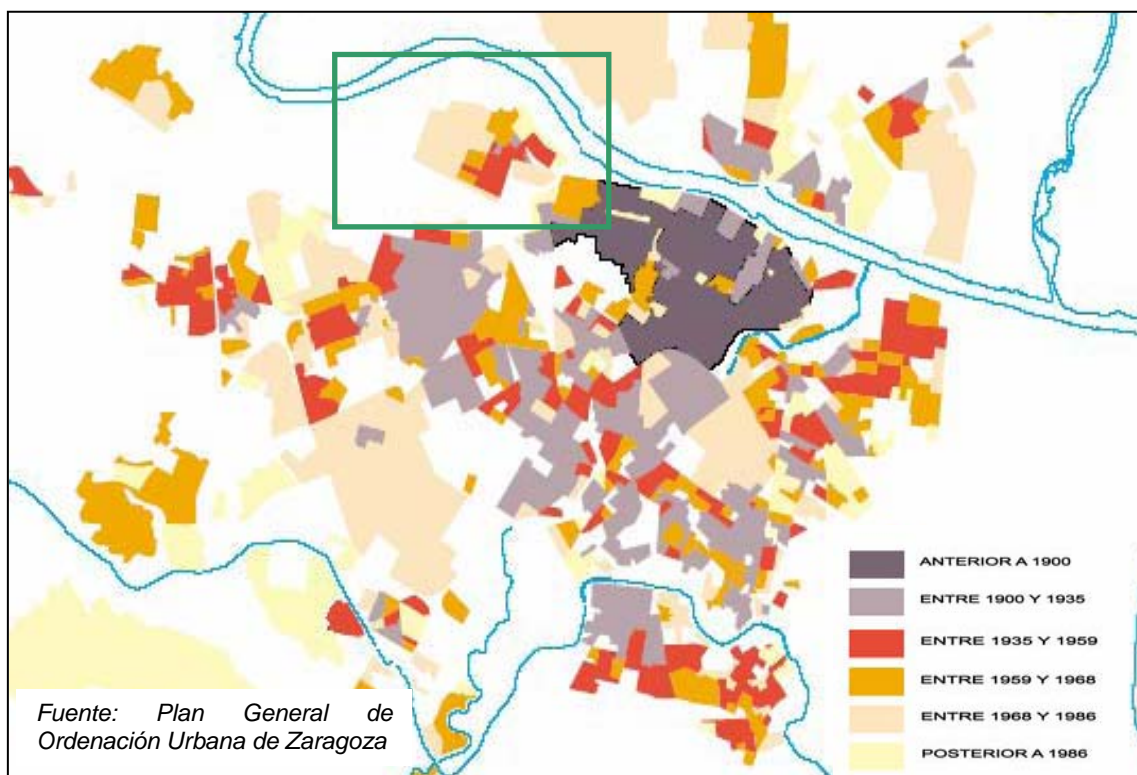 ANTERIOR A 1900
ENTRE 1900 Y 1935
ENTRE 1935 Y 1959
ENTRE 1959 Y 1968
ENTRE 1968 Y 1986
POSTERIOR A 1986
Fuente: Plan General de
Ordenación Urbana de Zaragoza